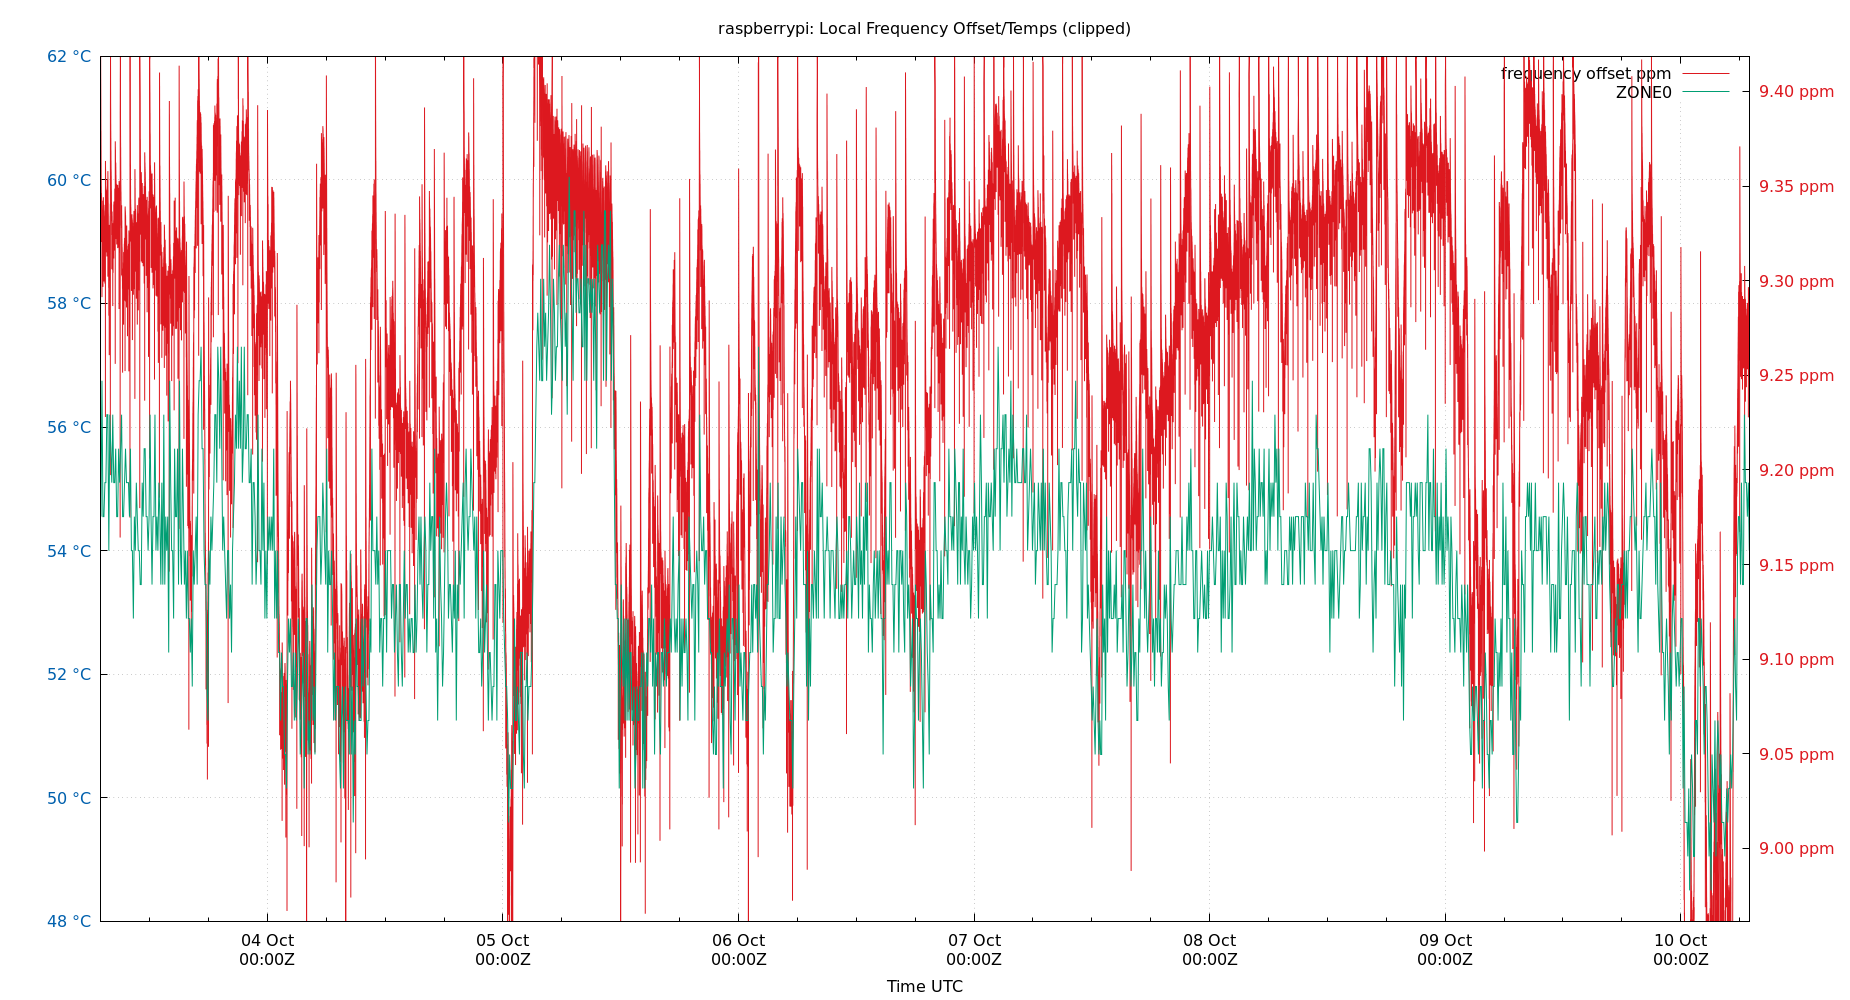 raspberrypi: Local Frequency Offset/Temps (clipped)
frequency offset ppm
ZONE0
62 °C
60 °C
58 °C
56 °C
54 °C
52 °C
50 °C
48 °C
9.40 ppm
9.35 ppm
9.30 ppm
9.25 ppm
9.20 ppm
9.15 ppm
9.10 ppm
9.05 ppm
9.00 ppm
04 Oct
00:00Z
05 Oct
00:00Z
06 Oct
00:00Z
07 Oct
00:00Z
08 Oct
00:00Z
09 Oct
00:00Z
10 Oct
00:00Z
Time UTC